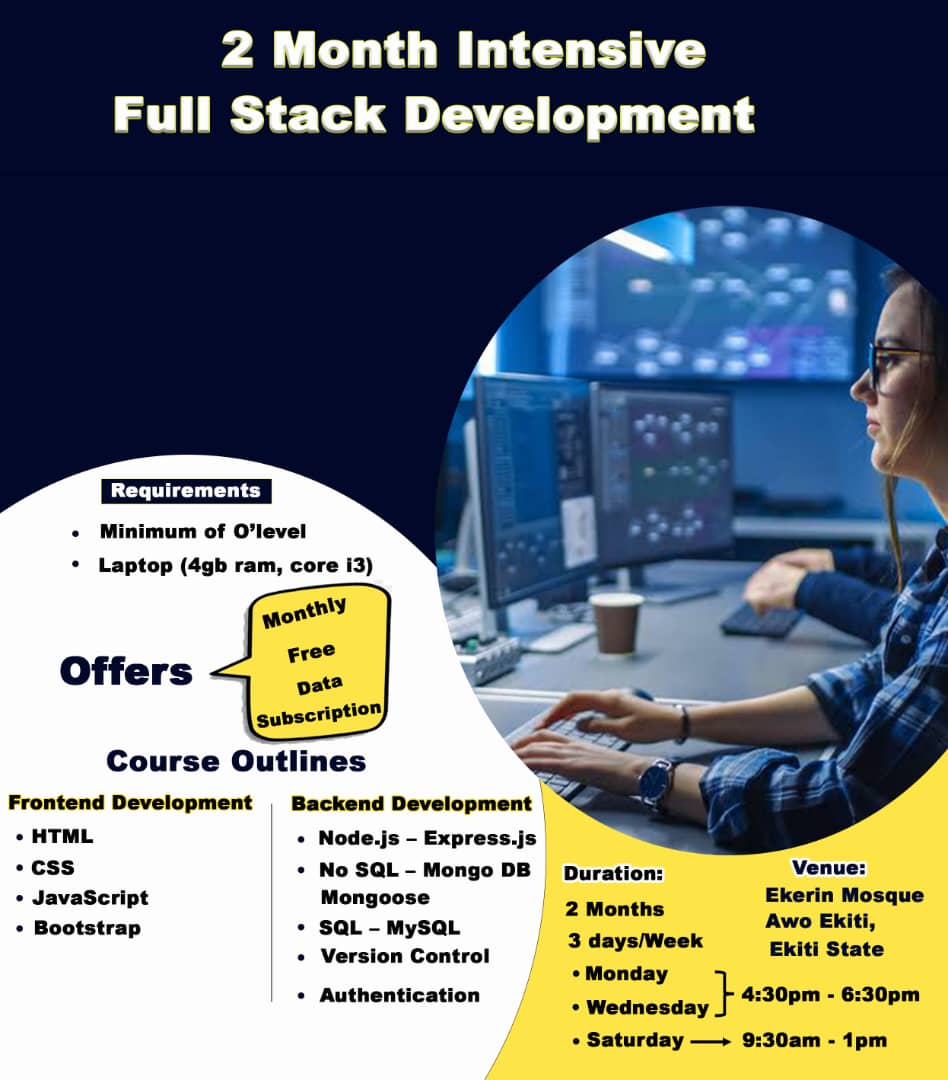 2 Month Intensive
Full Stack Development
Requirements
• Minimum of O’level
• Laptop (4gb ram, core i3)
Offers
Monthly
Free
Data
Subscription
Course Outlines
Frontend Development
• HTML
• CSS
• JavaScript
• Bootstrap
Backend Development
• Node.js – Express.js
• No SQL – Mongo DB
Mongoose
• SQL – MySQL
• Version Control
• Authentication
Duration:
2 Months
3 days/Week
• Monday
• Wednesday
4:30pm - 6:30pm
• Saturday → 9:30am - 1pm
Venue:
Ekerin Mosque
Awo Ekiti,
Ekiti State